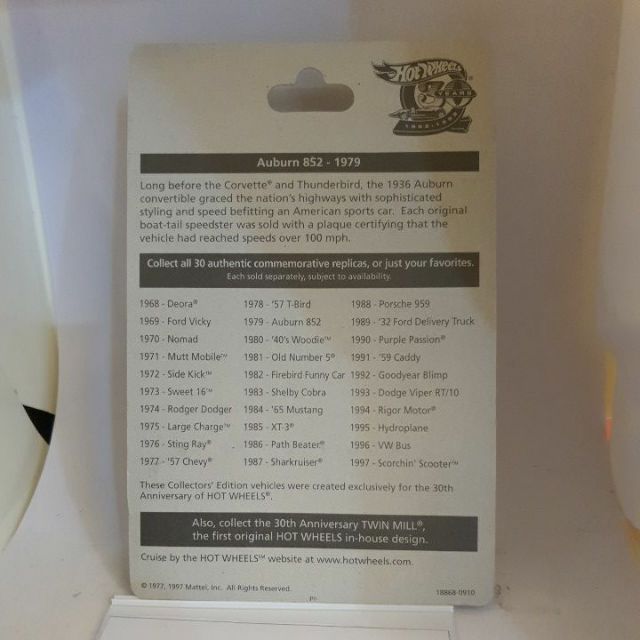 HOT WHEELS®
30 YEARS
1968-1998
Auburn 852 - 1979
Long before the Corvette® and Thunderbird, the 1936 Auburn
convertible graced the nation's highways with sophisticated
styling and speed befitting an American sports car. Each original
boat-tail speedster was sold with a plaque certifying that the
vehicle had reached speeds over 100 mph.
Collect all 30 authentic commemorative replicas, or just your favorites.
Each sold separately, subject to availability.
1968 - Deora®
1969 - Ford Vicky
1970 - Nomad
1971 - Mutt Mobile™
1972 - Side Kick™
1973 - Sweet 16™
1974 - Rodger Dodger
1975 - Large Charge™
1976 - Sting Ray®
1977 - '57 Chevy®
1978 - '57 T-Bird
1979 - Auburn 852
1980 - '40's Woodie™
1981 - Old Number 5®
1982 - Firebird Funny Car
1983 - Shelby Cobra
1984 - '65 Mustang
1985 - XT-3®
1986 - Path Beater®
1987 - Sharkruiser®
1988 - Porsche 959
1989 - '32 Ford Delivery Truck
1990 - Purple Passion®
1991 - '59 Caddy
1992 - Goodyear Blimp
1993 - Dodge Viper RT/10
1994 - Rigor Motor®
1995 - Hydroplane
1996 - VW Bus
1997 - Scorchin' Scooter™
These Collectors' Edition vehicles were created exclusively for the 30th
Anniversary of HOT WHEELS®.
Also, collect the 30th Anniversary TWIN MILL®,
the first original HOT WHEELS in-house design.
Cruise by the HOT WHEELS™ website at www.hotwheels.com.
© 1977, 1997 Mattel, Inc. All Rights Reserved.
18868-0910